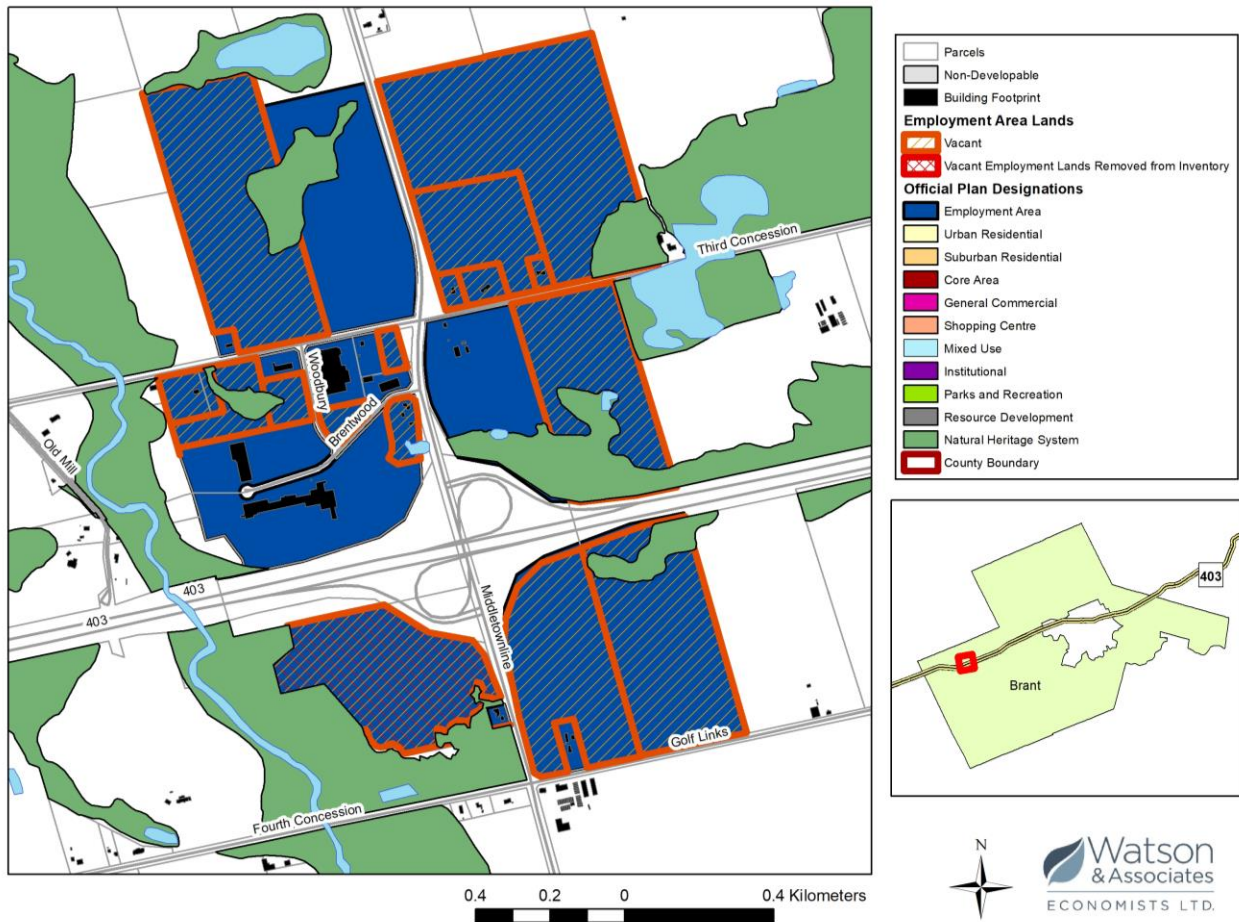 Third Concession
Woodbury
Brentwood
Old Mill
403
403
Middletownline
Golf Links
Fourth Concession
0.4 0.2 0 0.4 Kilometers
Parcels
Non-Developable
Building Footprint
Employment Area Lands
Vacant
Vacant Employment Lands Removed from Inventory
Official Plan Designations
Employment Area
Urban Residential
Suburban Residential
Core Area
General Commercial
Shopping Centre
Mixed Use
Institutional
Parks and Recreation
Resource Development
Natural Heritage System
County Boundary
403
Brant
N
Watson
& Associates
ECONOMISTS LTD.